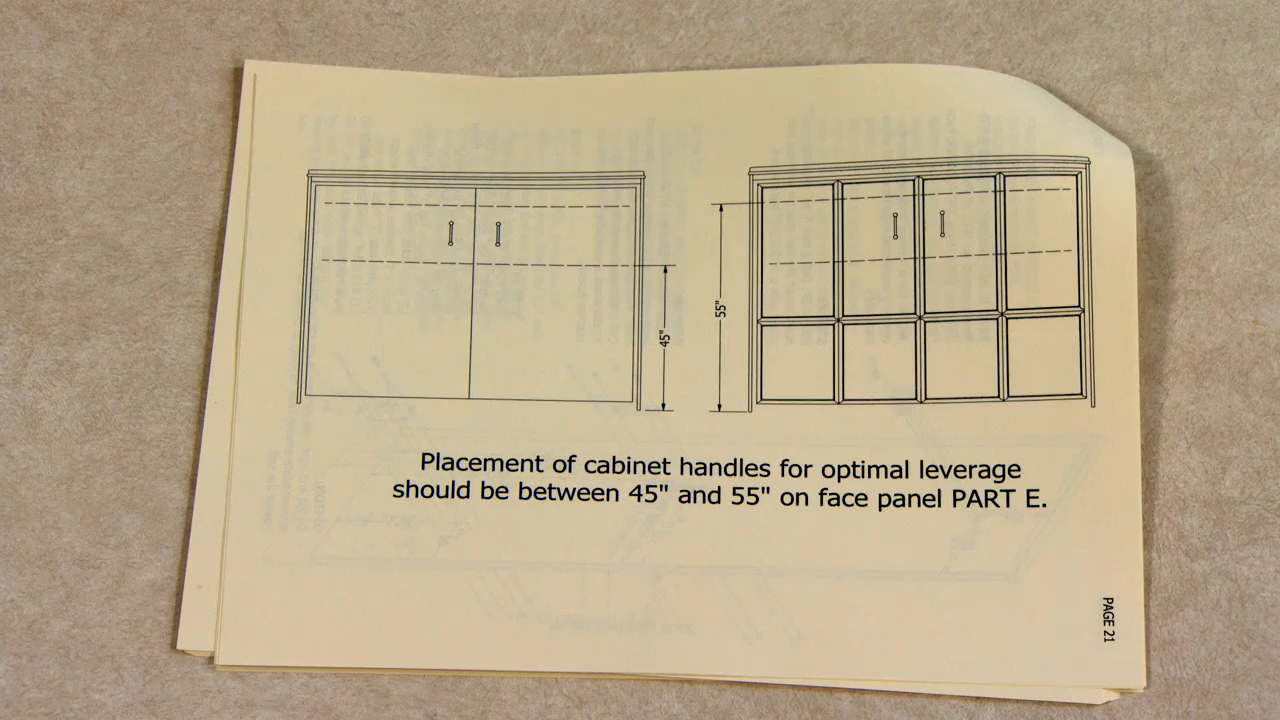 45"
55"
Placement of cabinet handles for optimal leverage
should be between 45" and 55" on face panel PART E.
PAGE 21